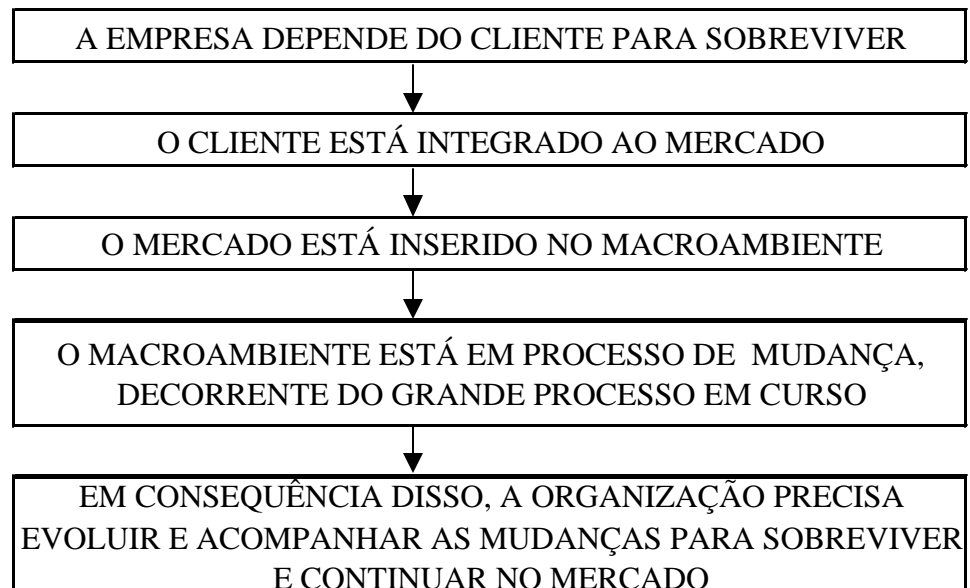 A EMPRESA DEPENDE DO CLIENTE PARA SOBREVIVER
O CLIENTE ESTÁ INTEGRADO AO MERCADO
O MERCADO ESTÁ INSERIDO NO MACROAMBIENTE
O MACROAMBIENTE ESTÁ EM PROCESSO DE MUDANÇA,
DECORRENTE DO GRANDE PROCESSO EM CURSO
EM CONSEQUÊNCIA DISSO, A ORGANIZAÇÃO PRECISA
EVOLUIR E ACOMPANHAR AS MUDANÇAS PARA SOBREVIVER
E CONTINUAR NO MERCADO